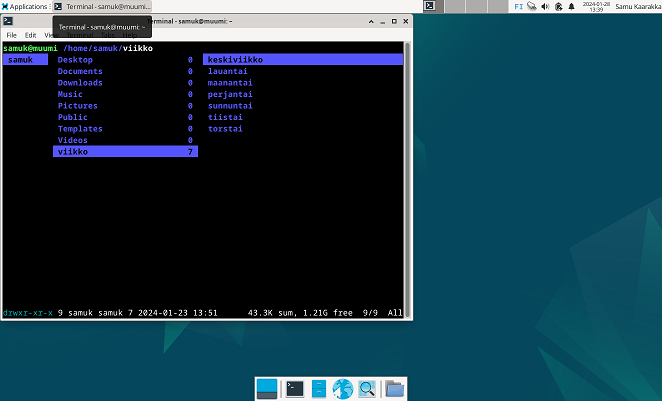 Applications Terminal - samuk@muumi:... FI 2024-01-28 13:39 Samu Kaarakka
Terminal - samuk@muumi: ~
File Edit View Terminal
Terminal - samuk@muumi: ~
samuk@muumi /home/samuk/viikko
samuk Desktop 0 keskiviikko
Documents 0 lauantai
Downloads 0 maanantai
Music 0 perjantai
Pictures 0 sunnuntai
Public 0 tiistai
Templates 0 torstai
Videos 0
viikko 7
drwxr-xr-x 9 samuk samuk 7 2024-01-23 13:51 43.3K sum, 1.21G free 9/9 All